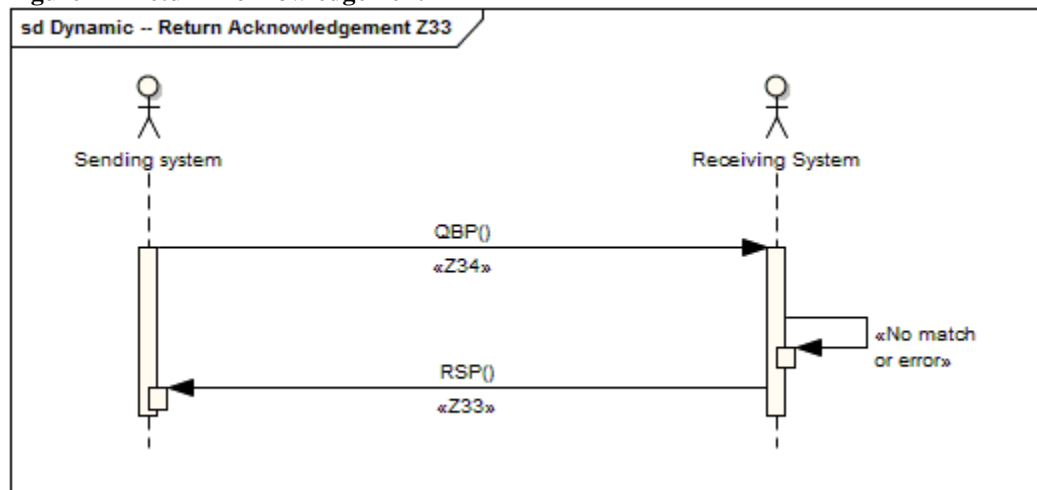 sd Dynamic -- Return Acknowledgement Z33
Sending system
Receiving System
QBP()
«Z34»
«No match
or error»
RSP()
«Z33»